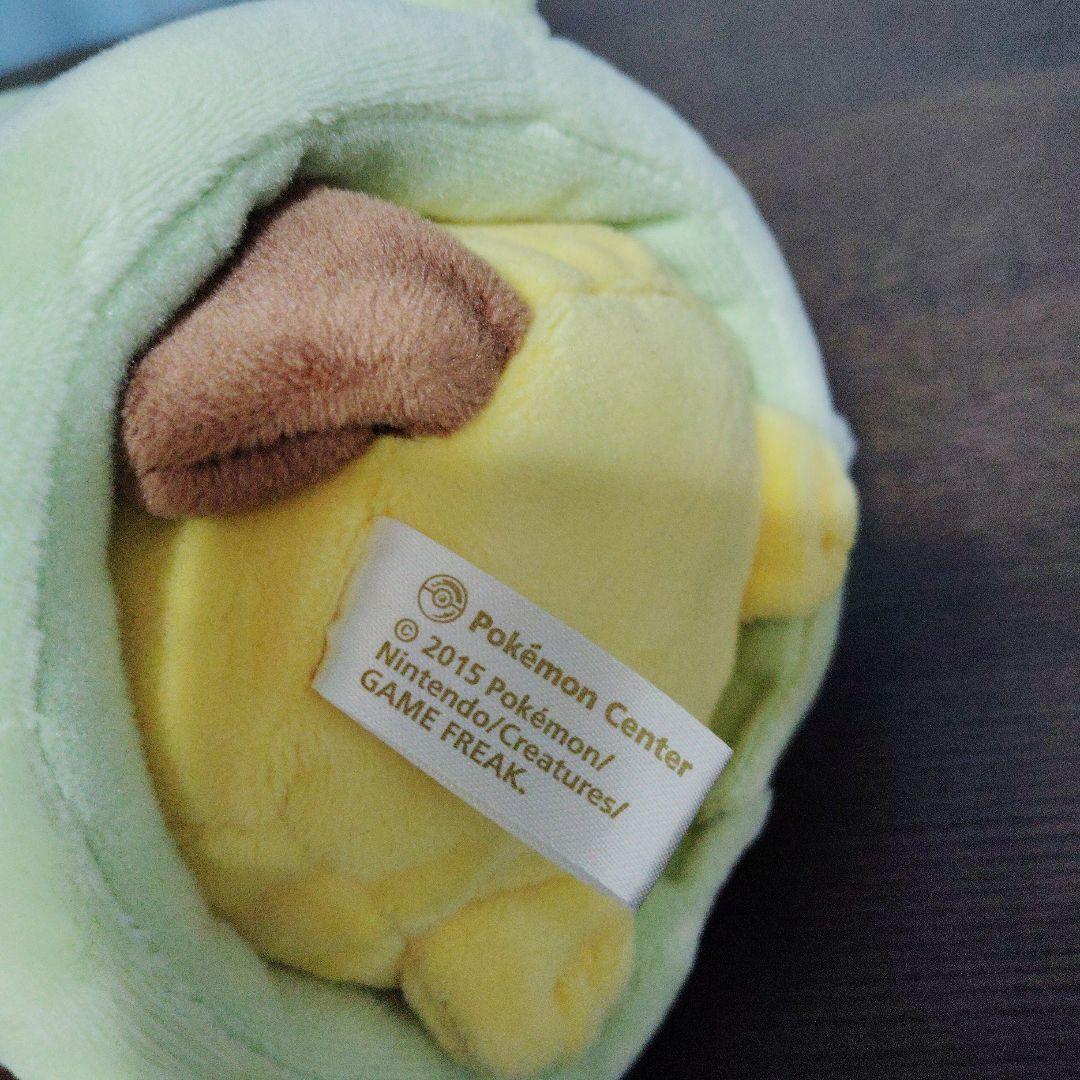 Pokémon Center
© 2015 Pokémon/
Nintendo/Creatures/
GAME FREAK.